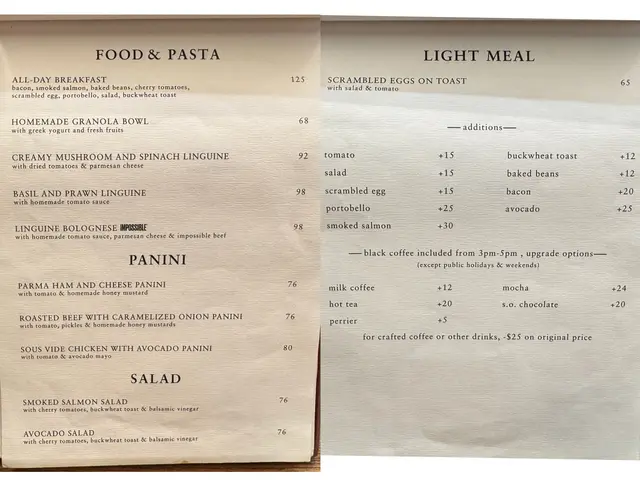 FOOD & PASTA
ALL-DAY BREAKFAST 125
bacon, smoked salmon, baked beans, cherry tomatoes,
scrambled egg, portobello, salad, buckwheat toast
HOMEMADE GRANOLA BOWL 68
with greek yogurt and fresh fruits
CREAMY MUSHROOM AND SPINACH LINGUINE 92
with dried tomatoes & parmesan cheese
BASIL AND PRAWN LINGUINE 98
with homemade tomato sauce
LINGUINE BOLOGNESE IMPOSSIBLE 98
with homemade tomato sauce, parmesan cheese & impossible beef
PANINI
PARMA HAM AND CHEESE PANINI 76
with tomato & homemade honey mustard
ROASTED BEEF WITH CARAMELIZED ONION PANINI 76
with tomato, pickles & homemade honey mustards
SOUS VIDE CHICKEN WITH AVOCADO PANINI 80
with tomato & avocado mayo
SALAD
SMOKED SALMON SALAD 76
with cherry tomatoes, buckwheat toast & balsamic vinegar
AVOCADO SALAD 76
with cherry tomatoes, buckwheat toast & balsamic vinegar
LIGHT MEAL
SCRAMBLED EGGS ON TOAST 65
with salad & tomato
—additions—
tomato +15 buckwheat toast +12
salad +15 baked beans +12
scrambled egg +15 bacon +20
portobello +25 avocado +25
smoked salmon +30
—black coffee included from 3pm-5pm , upgrade options—
(except public holidays & weekends)
milk coffee +12 mocha +24
hot tea +20 s.o. chocolate +20
perrier +5
for crafted coffee or other drinks, -$25 on original price